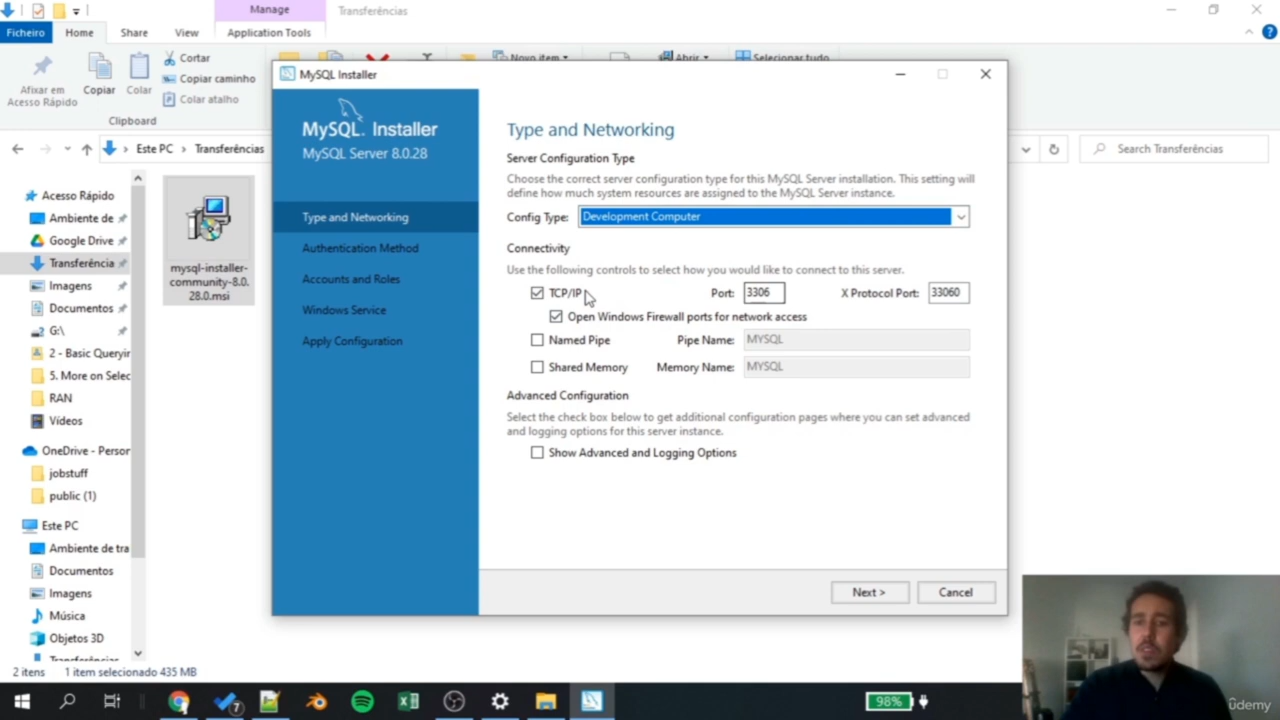 Manage
Transferências
Ficheiro
Home
Share
View
Application Tools
Afixar em
Acesso Rápido
Copiar
Colar
Cortar
Copiar caminho
Colar atalho
Clipboard
Novo item
Abrir
Selecionar tudo
Este PC
Transferências
Search Transferências
Acesso Rápido
Ambiente de
Google Drive
Transferência
Imagens
Documentos
G:\
2 - Basic Queryin
5. More on Selec
RAN
Vídeos
OneDrive - Person
jobstuff
public (1)
Este PC
Ambiente de tra
Documentos
Imagens
Música
Objetos 3D
Transferências
mysql-installer-
community-8.0.
28.0.msi
2 itens
1 item selecionado 435 MB
MySQL Installer
MySQL. Installer
MySQL Server 8.0.28
Type and Networking
Authentication Method
Accounts and Roles
Windows Service
Apply Configuration
Type and Networking
Server Configuration Type
Choose the correct server configuration type for this MySQL Server installation. This setting will
define how much system resources are assigned to the MySQL Server instance.
Config Type: Development Computer
Connectivity
Use the following controls to select how you would like to connect to this server.
TCP/IP Port: 3306 X Protocol Port: 33060
Open Windows Firewall ports for network access
Named Pipe Pipe Name: MYSQL
Shared Memory Memory Name: MYSQL
Advanced Configuration
Select the check box below to get additional configuration pages where you can set advanced
and logging options for this server instance.
Show Advanced and Logging Options
Next >
Cancel
7
98%
ûdemy